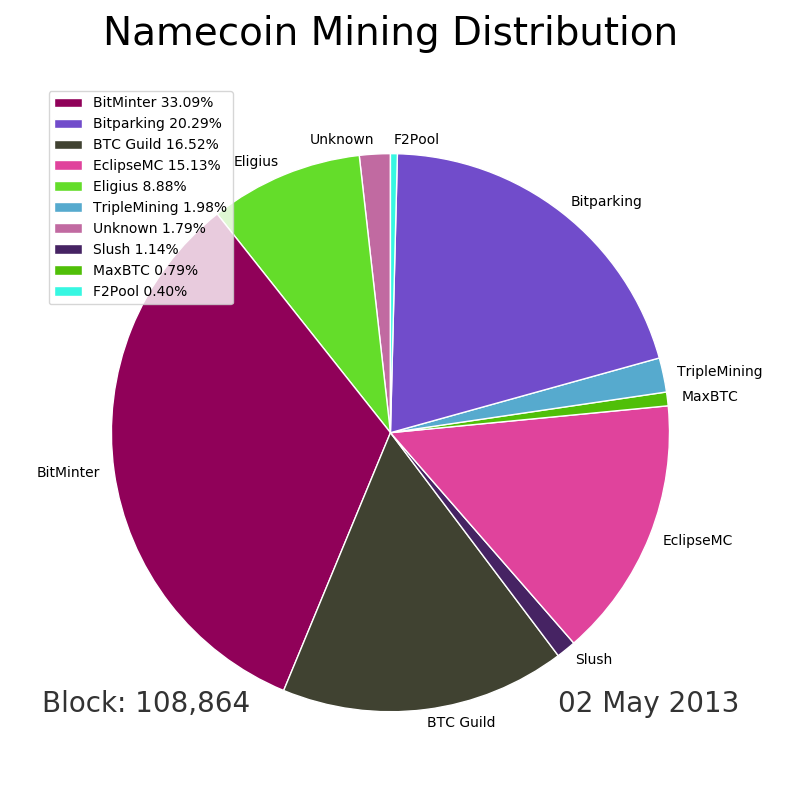 Namecoin Mining Distribution
BitMinter 33.09%
Bitparking 20.29%
BTC Guild 16.52%
EclipseMC 15.13%
Eligius 8.88%
TripleMining 1.98%
Unknown 1.79%
Slush 1.14%
MaxBTC 0.79%
F2Pool 0.40%
Unknown
F2Pool
Eligius
Bitparking
TripleMining
MaxBTC
BitMinter
EclipseMC
Slush
BTC Guild
Block: 108,864
02 May 2013